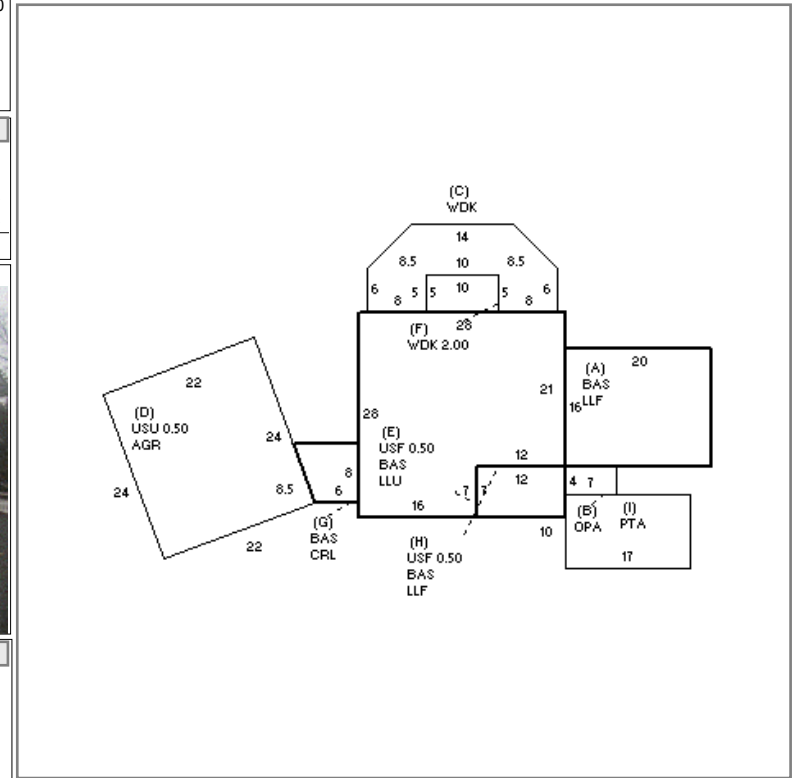 (C)
WDK
14
8.5
10
8.5
6
8
5
5
10
5
8
6
28
(F)
WDK 2.00
22
(D)
USU 0.50
AGR
24
24
8.5
22
28
21
(E)
USF 0.50
BAS
LLU
8
6
(G)
BAS
CRL
16
12
12
7
7
(H)
USF 0.50
BAS
LLF
20
(A)
BAS
LLF
16
4
7
(B)
OPA
(I)
PTA
10
17